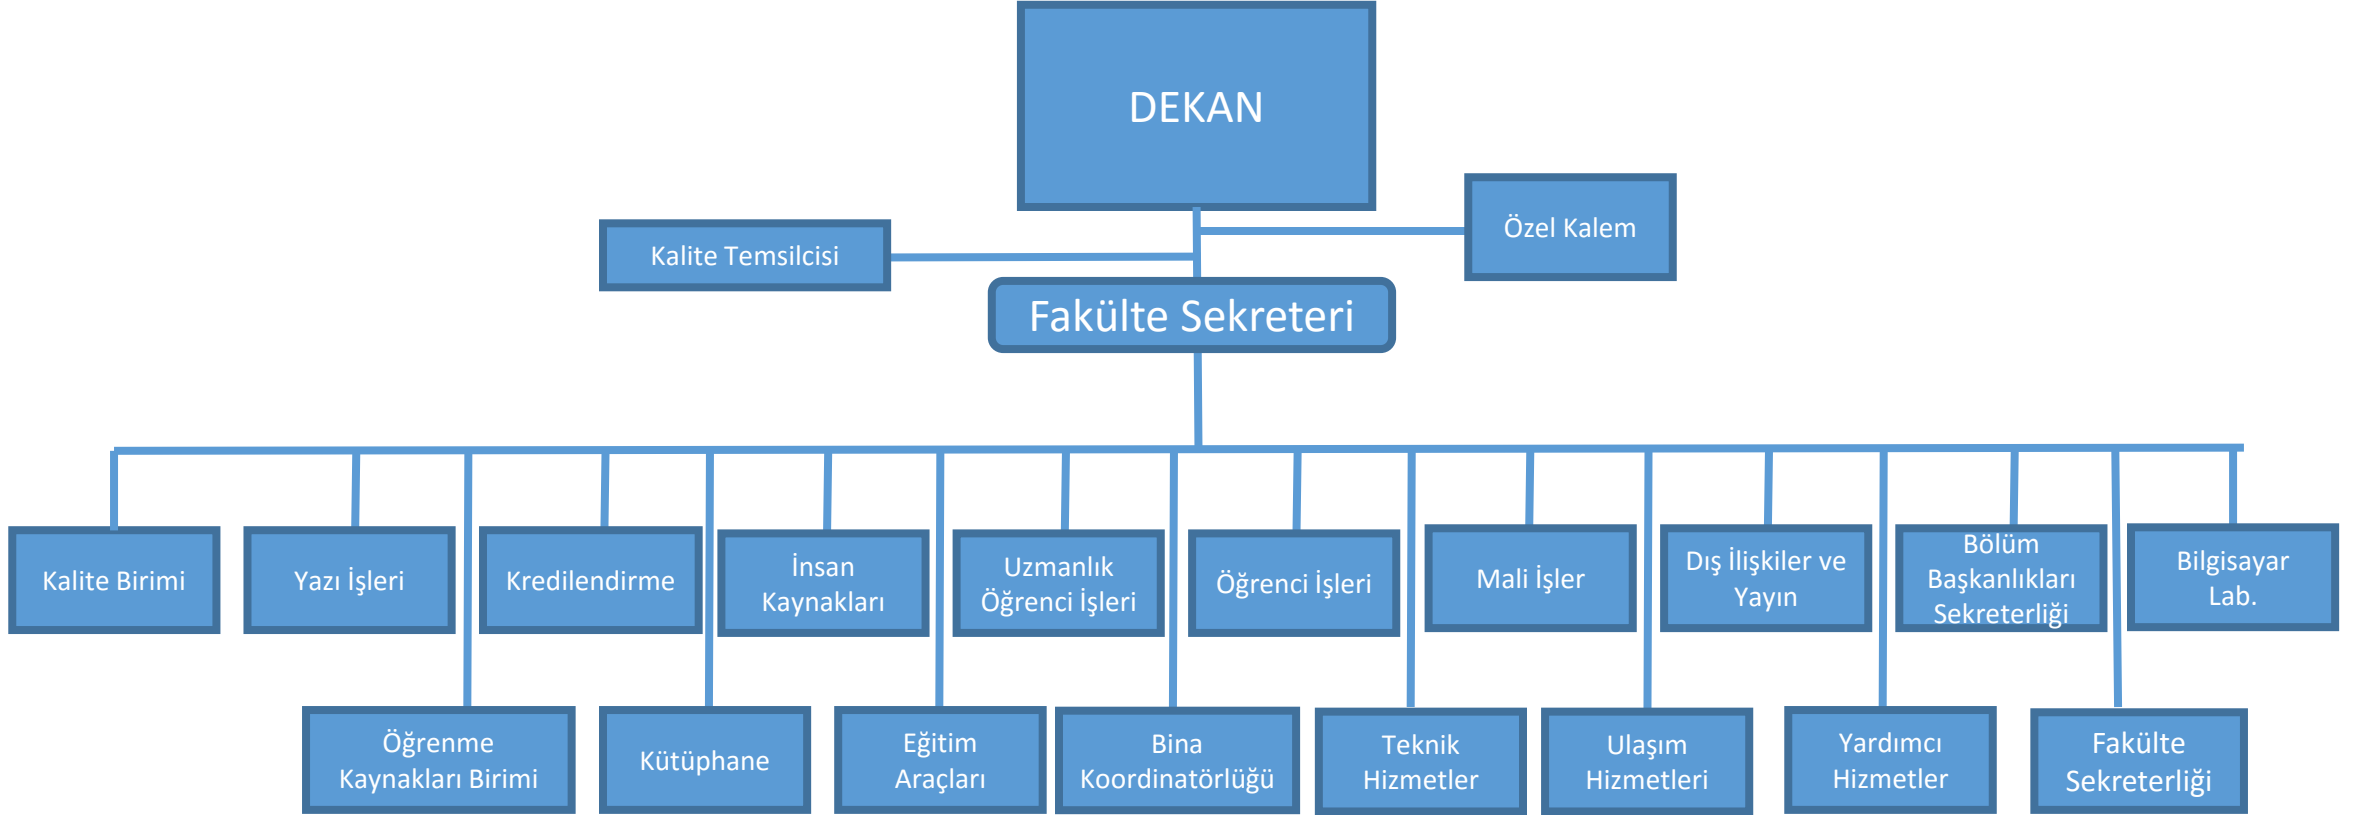 DEKAN
Özel Kalem
Kalite Temsilcisi
Fakülte Sekreteri
Kalite Birimi
Yazı İşleri
Kredilendirme
İnsan
Kaynakları
Uzmanlık
Öğrenci İşleri
Öğrenci İşleri
Mali İşler
Dış İlişkiler ve
Yayın
Bölüm
Başkanlıkları
Sekreterliği
Bilgisayar
Lab.
Öğrenme
Kaynakları Birimi
Kütüphane
Eğitim
Araçları
Bina
Koordinatörlüğü
Teknik
Hizmetler
Ulaşım
Hizmetleri
Yardımcı
Hizmetler
Fakülte
Sekreterliği